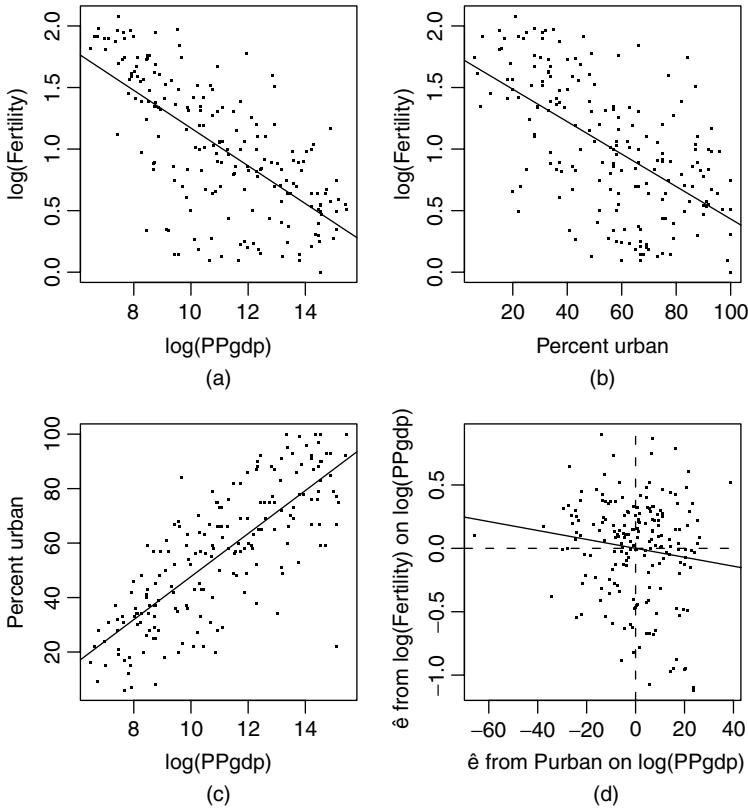 2.0
1.5
1.0
0.5
0.0
log(Fertility)
8 10 12 14
log(PPgdp)
(a)
2.0
1.5
1.0
0.5
0.0
log(Fertility)
20 40 60 80 100
Percent urban
(b)
100
80
60
40
20
Percent urban
8 10 12 14
log(PPgdp)
(c)
0.5
0.0
−0.5
−1.0
ê from log(Fertility) on log(PPgdp)
−60 −40 −20 0 20 40
ê from Purban on log(PPgdp)
(d)